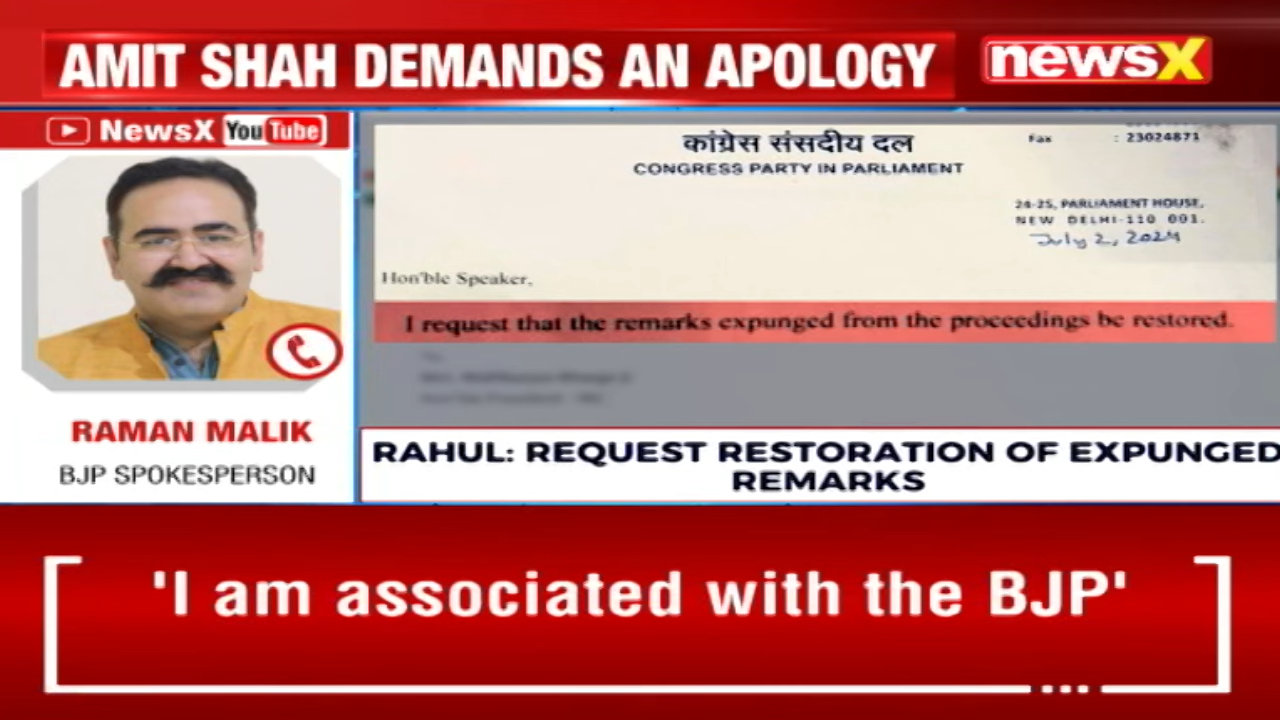 AMIT SHAH DEMANDS AN APOLOGY
newsX
NewsX YouTube
RAMAN MALIK
BJP SPOKESPERSON
कांग्रेस संसदीय दल
CONGRESS PARTY IN PARLIAMENT
Fax : 23024871
24-25, PARLIAMENT HOUSE,
NEW DELHI-110 001.
July 2, 2024
Hon'ble Speaker,
I request that the remarks expunged from the proceedings be restored.
RAHUL: REQUEST RESTORATION OF EXPUNGED
REMARKS
'I am associated with the BJP'